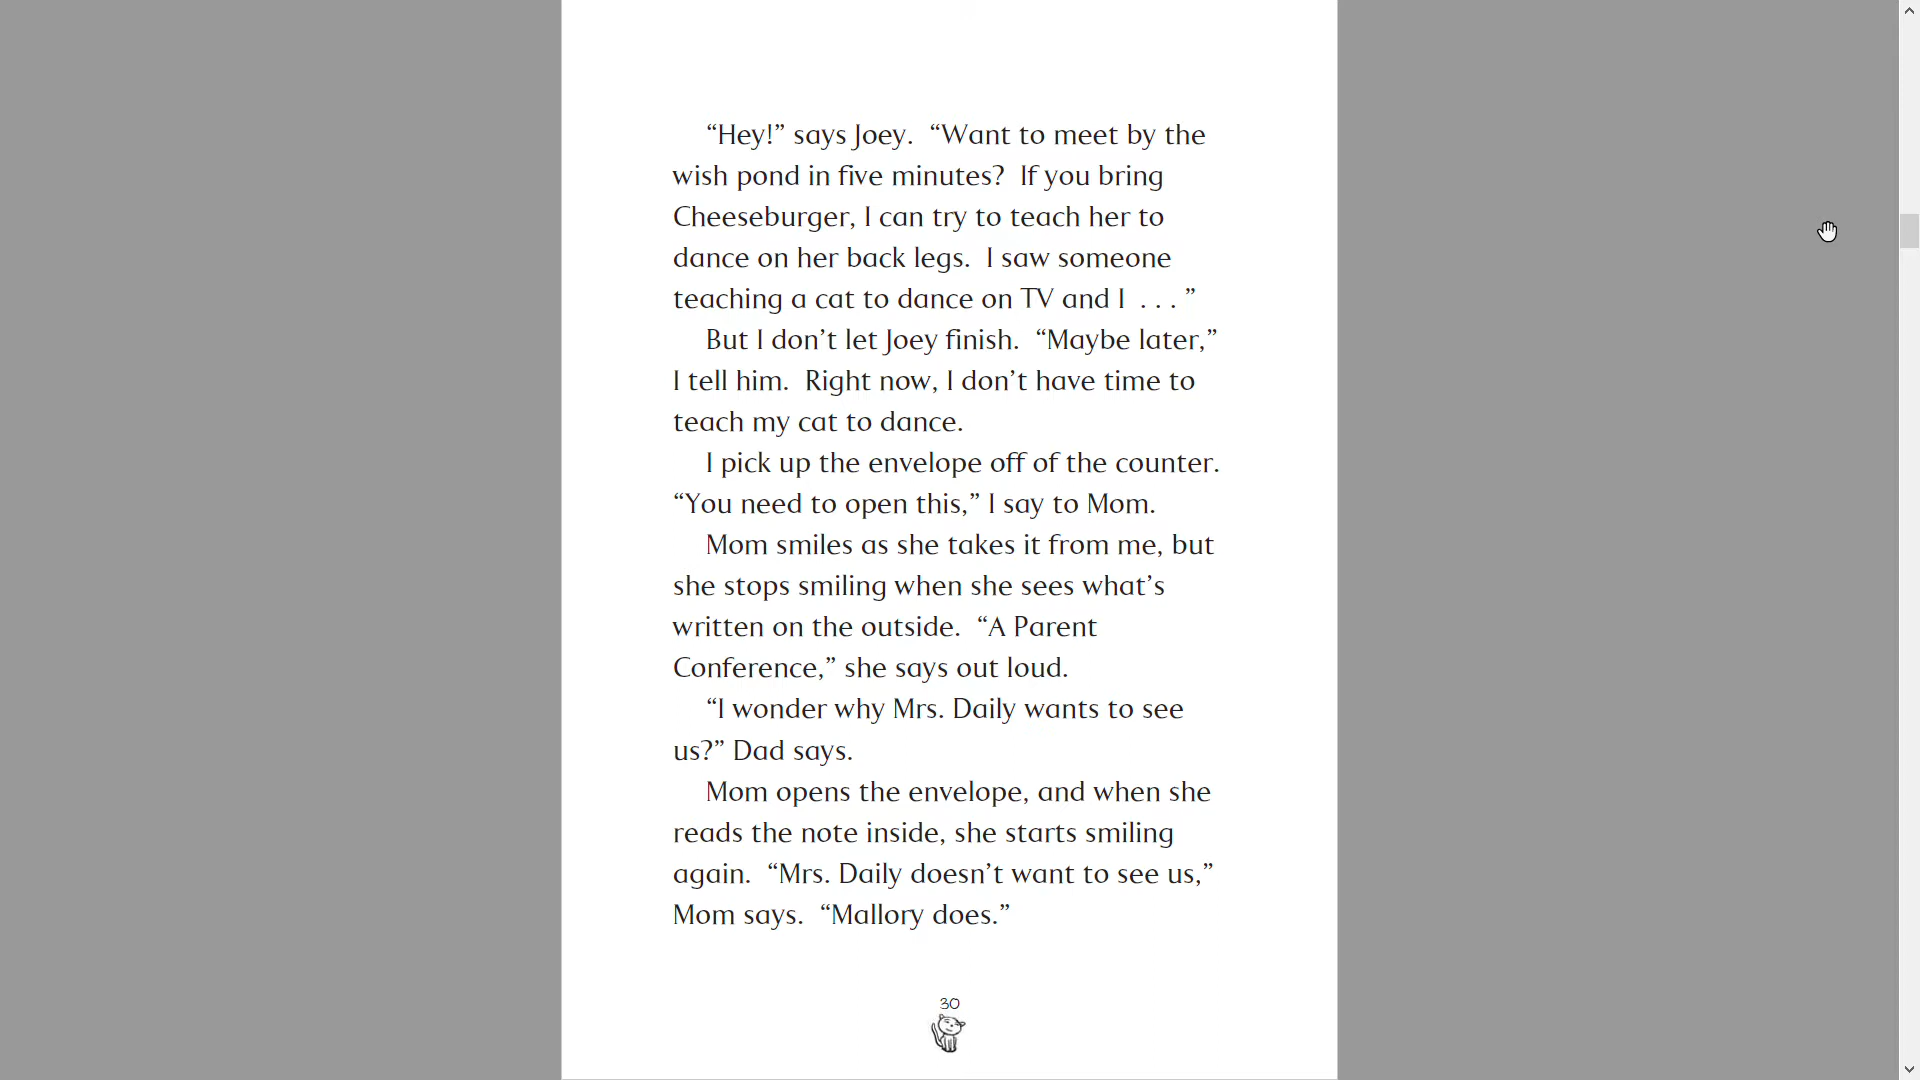 “Hey!” says Joey.  “Want to meet by the
wish pond in five minutes?  If you bring
Cheeseburger, I can try to teach her to
dance on her back legs.  I saw someone
teaching a cat to dance on TV and I  . . . ”
But I don’t let Joey finish.  “Maybe later,”
I tell him.  Right now, I don’t have time to
teach my cat to dance.
I pick up the envelope off of the counter.
“You need to open this,” I say to Mom.
Mom smiles as she takes it from me, but
she stops smiling when she sees what’s
written on the outside.  “A Parent
Conference,” she says out loud.
“I wonder why Mrs. Daily wants to see
us?” Dad says.
Mom opens the envelope, and when she
reads the note inside, she starts smiling
again.  “Mrs. Daily doesn’t want to see us,”
Mom says.  “Mallory does.”
30